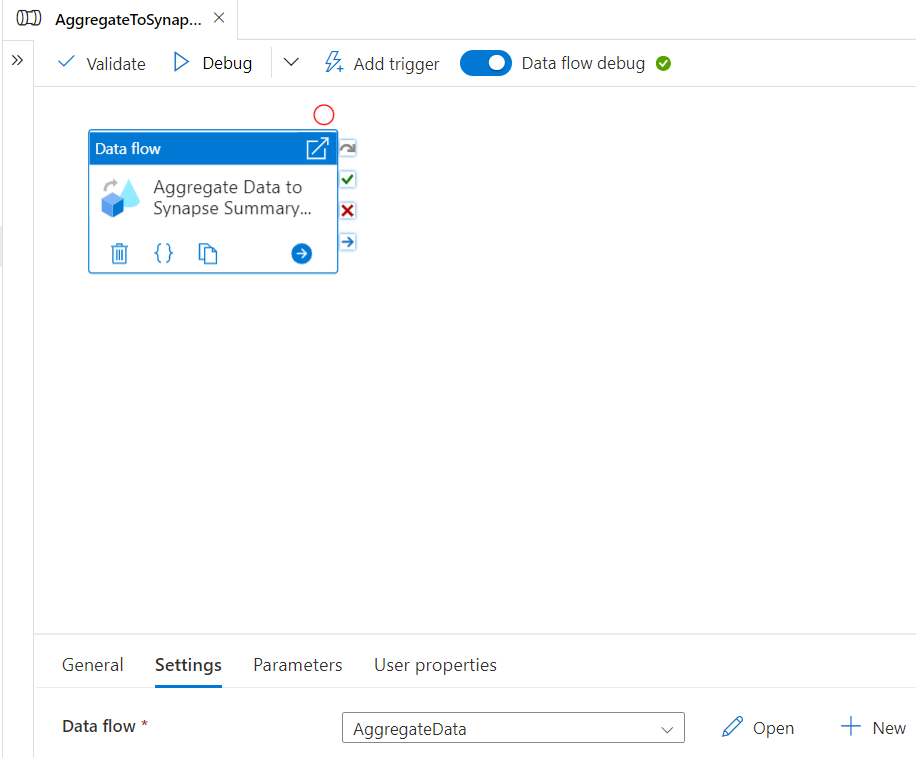 AggregateToSynap...
Validate Debug Add trigger Data flow debug
Data flow
Aggregate Data to
Synapse Summary...
General Settings Parameters User properties
Data flow * AggregateData Open New